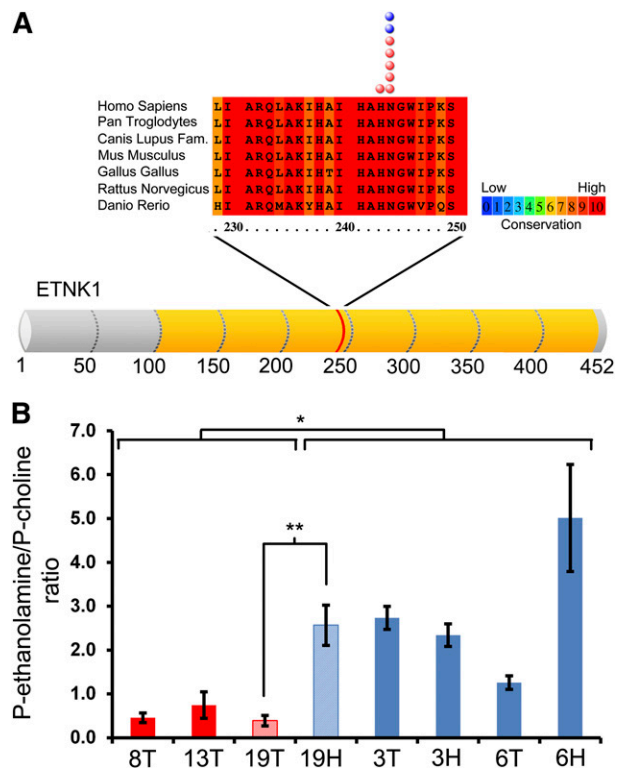 A
Homo Sapiens LI ARQLAKIHAI HAHNGWIPKS
Pan Troglodytes LI ARQLAKIHAI HAHNGWIPKS
Canis Lupus Fam. LI ARQLAKIHAI HAHNGWIPKS
Mus Musculus LI ARQLAKIHAI HAHNGWIPKS
Gallus Gallus LI ARQLAKIHTI HAHNGWIPKS
Rattus Norvegicus LI ARQLAKIHAI HAHNGWIPKS
Danio Rerio HI ARQMAKYHAI HAHNGWVPQS
. . 230 . . . . . . . . 240 . . . . . . . . 250 .
Low High
0 1 2 3 4 5 6 7 8 9 10
Conservation
ETNK1
1 50 100 150 200 250 300 350 400 452
B
P-ethanolamine/P-choline
ratio
7.0
6.0
5.0
4.0
3.0
2.0
1.0
0.0
*
**
8T 13T 19T 19H 3T 3H 6T 6H